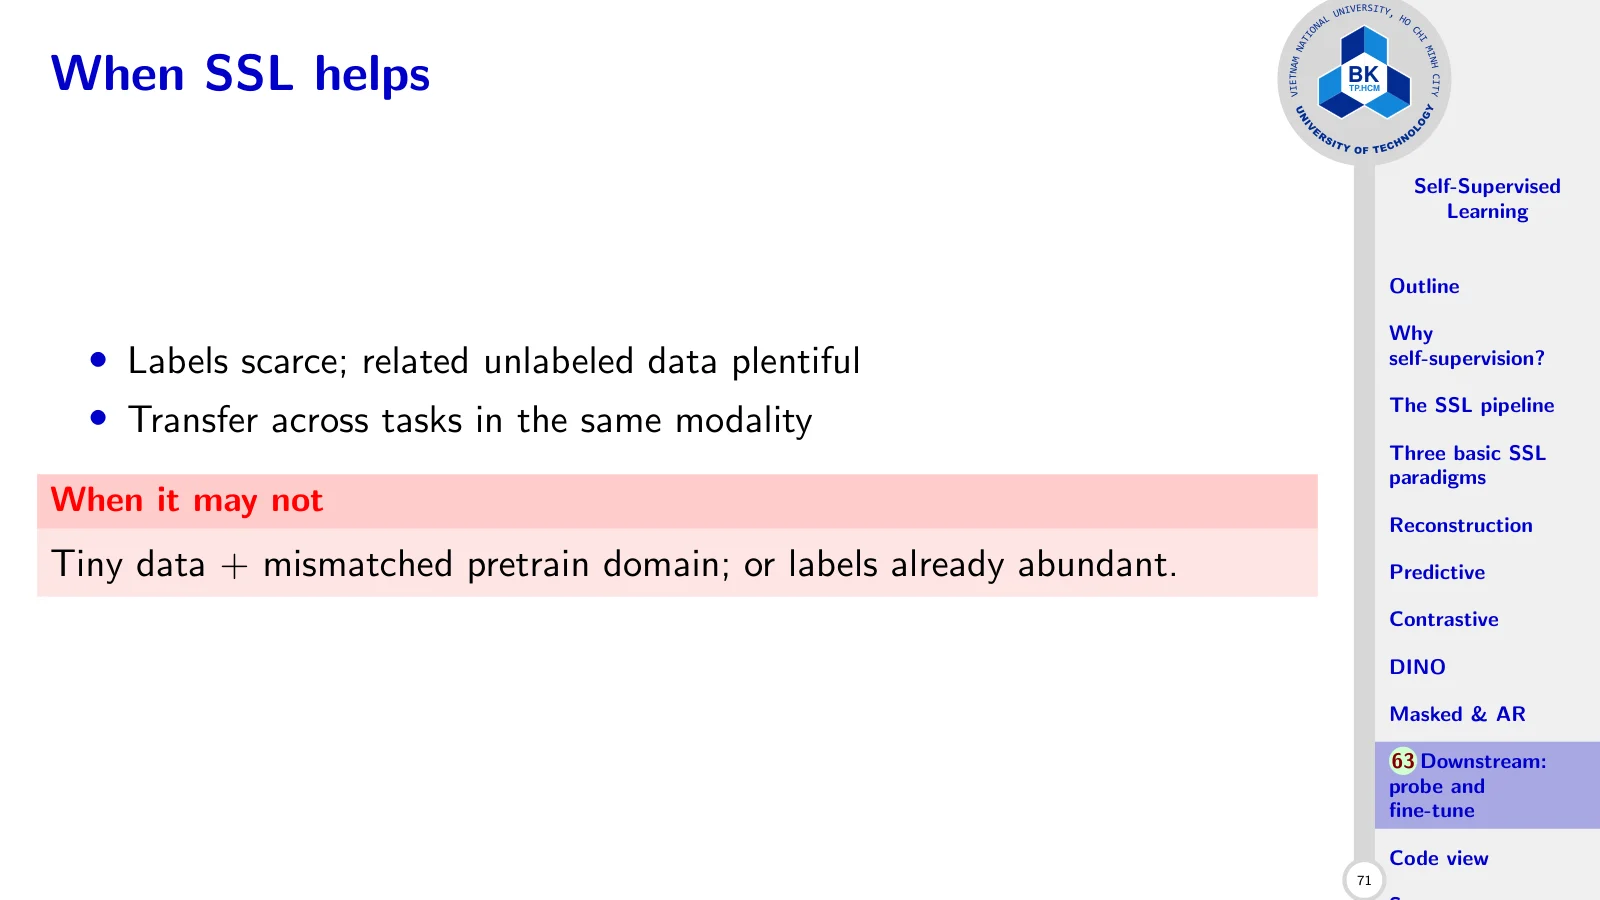 When SSL helps
VIETNAM NATIONAL UNIVERSITY, HO CHI MINH CITY
BK
TP.HCM
UNIVERSITY OF TECHNOLOGY
• Labels scarce; related unlabeled data plentiful
• Transfer across tasks in the same modality
When it may not
Tiny data + mismatched pretrain domain; or labels already abundant.
Self-Supervised
Learning
Outline
Why
self-supervision?
The SSL pipeline
Three basic SSL
paradigms
Reconstruction
Predictive
Contrastive
DINO
Masked & AR
63 Downstream:
probe and
fine-tune
Code view
71